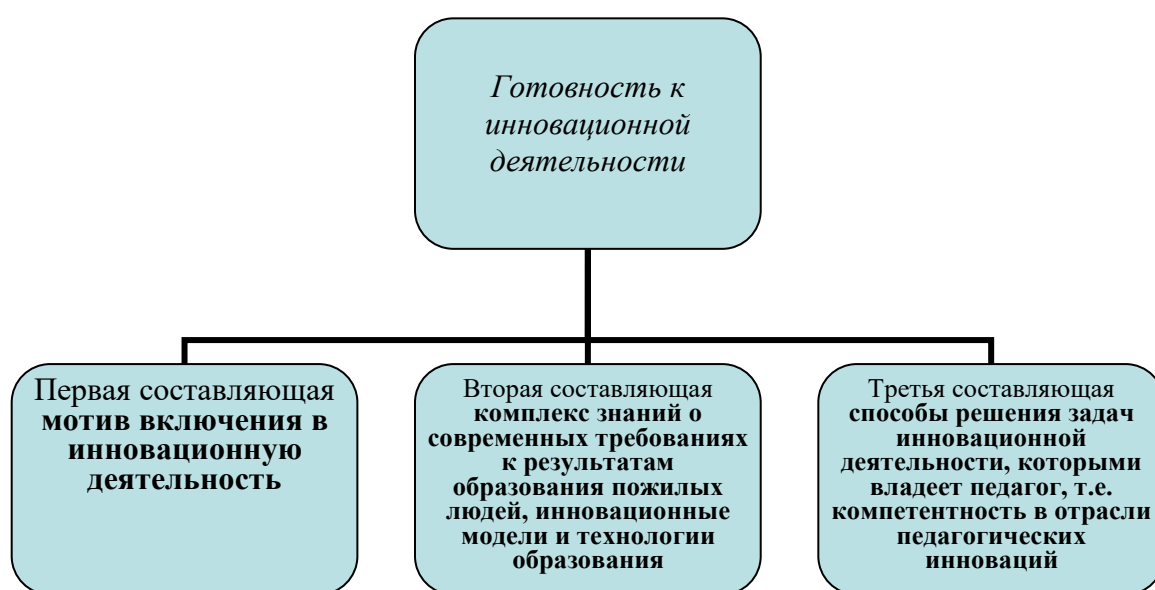 Готовность к
инновационной
деятельности
Первая составляющая
мотив включения в
инновационную
деятельность
Вторая составляющая
комплекс знаний о
современных требованиях
к результатам
образования пожилых
людей, инновационные
модели и технологии
образования
Третья составляющая
способы решения задач
инновационной
деятельности, которыми
владеет педагог, т.е.
компетентность в отрасли
педагогических
инноваций